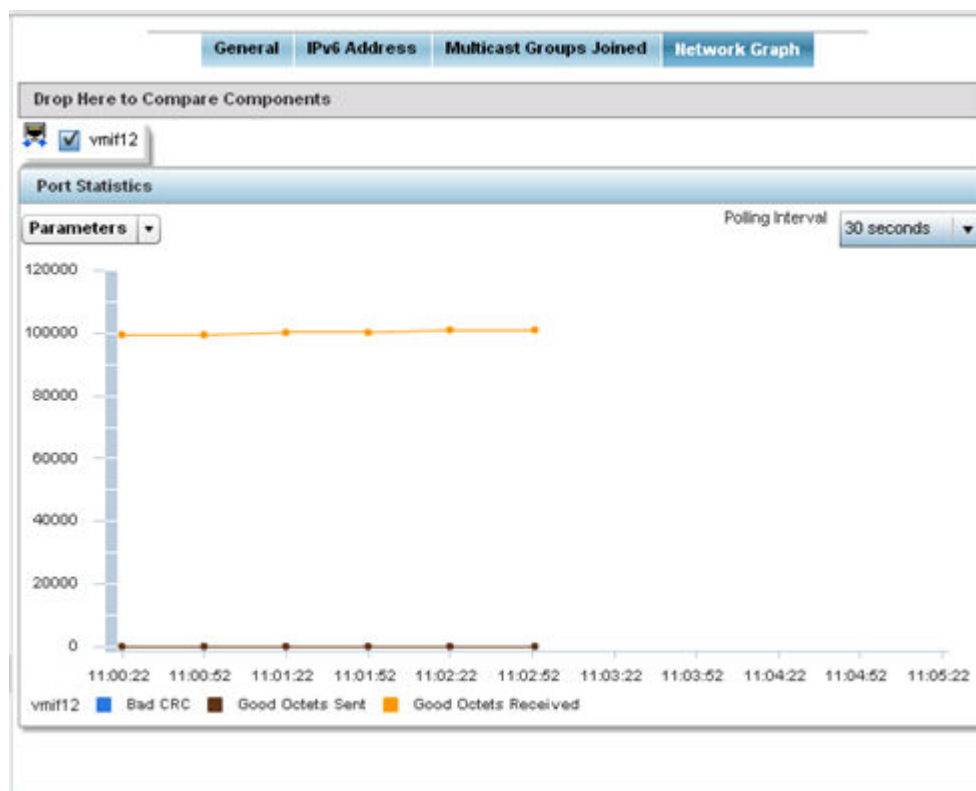 General IPv6 Address Multicast Groups Joined Network Graph
Drop Here to Compare Components
vmif12
Port Statistics
Parameters
Polling Interval 30 seconds
120000
100000
80000
60000
40000
20000
0
11:00:22 11:00:52 11:01:22 11:01:52 11:02:22 11:02:52 11:03:22 11:03:52 11:04:22 11:04:52 11:05:22
vmif12 Bad CRC Good Octets Sent Good Octets Received